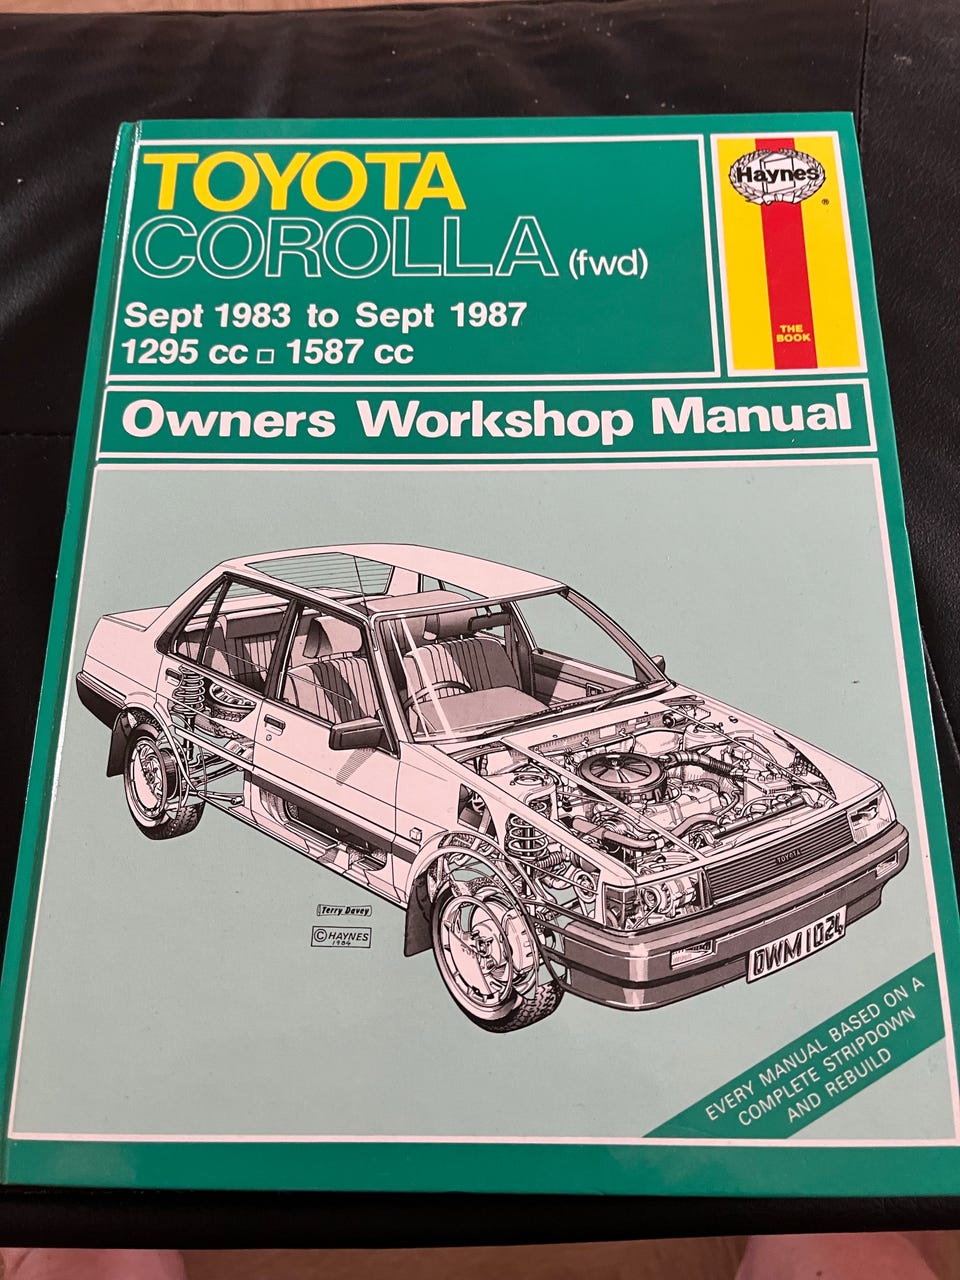 TOYOTA
COROLLA (fwd)
Sept 1983 to Sept 1987
1295 cc □ 1587 cc
Haynes
®
THE
BOOK
Owners Workshop Manual
TOYOTA
Terry Davey
© HAYNES
1984
DWM 1024
EVERY MANUAL BASED ON A
COMPLETE STRIPDOWN
AND REBUILD